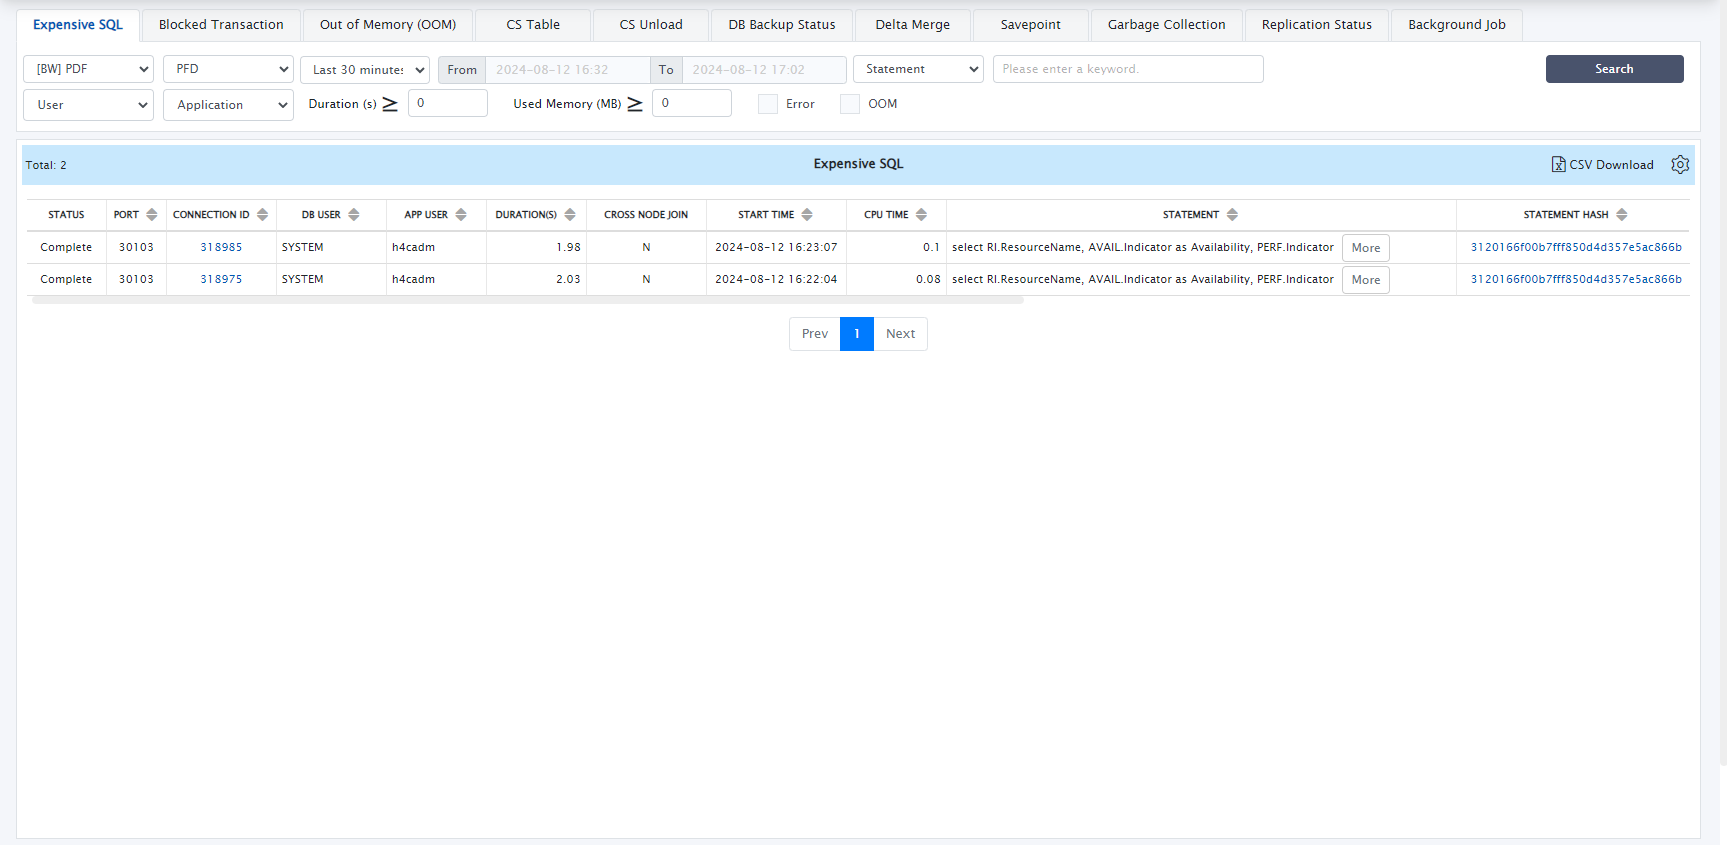 Expensive SQL Blocked Transaction Out of Memory (OOM) CS Table CS Unload DB Backup Status Delta Merge Savepoint Garbage Collection Replication Status Background Job
[BW] PDF PFD Last 30 minutes From 2024-08-12 16:32 To 2024-08-12 17:02 Statement Please enter a keyword. Search
User Application Duration (s) ≥ 0 Used Memory (MB) ≥ 0 Error OOM
Total: 2 Expensive SQL CSV Download
STATUS PORT CONNECTION ID DB USER APP USER DURATION(S) CROSS NODE JOIN START TIME CPU TIME STATEMENT STATEMENT HASH
Complete 30103 318985 SYSTEM h4cadm 1.98 N 2024-08-12 16:23:07 0.1 select RI.ResourceName, AVAIL.Indicator as Availability, PERF.Indicator More 3120166f00b7fff850d4d357e5ac866b
Complete 30103 318975 SYSTEM h4cadm 2.03 N 2024-08-12 16:22:04 0.08 select RI.ResourceName, AVAIL.Indicator as Availability, PERF.Indicator More 3120166f00b7fff850d4d357e5ac866b
Prev 1 Next